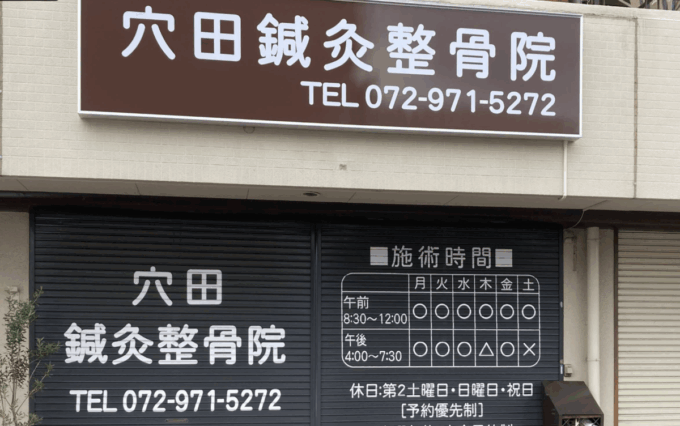 穴田鍼灸整骨院
TEL 072-971-5272
穴田
鍼灸整骨院
TEL 072-971-5272
■施術時間■
月 火 水 木 金 土
午前 8:30～12:00 ○ ○ ○ ○ ○ ○
午後 4:00～7:30 ○ ○ ○ △ ○ ×
休日:第2土曜日・日曜日・祝日
[予約優先制]